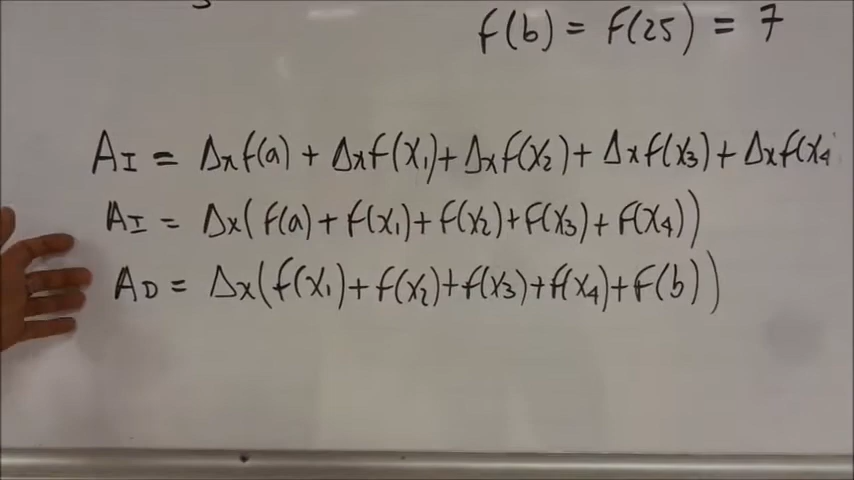 f(b) = f(25) = 7
A_I = Δx f(a) + Δx f(x₁) + Δx f(x₂) + Δx f(x₃) + Δx f(x₄
A_I = Δx(f(a) + f(x₁) + f(x₂) + f(x₃) + f(x₄))
A_D = Δx(f(x₁) + f(x₂) + f(x₃) + f(x₄) + f(b))